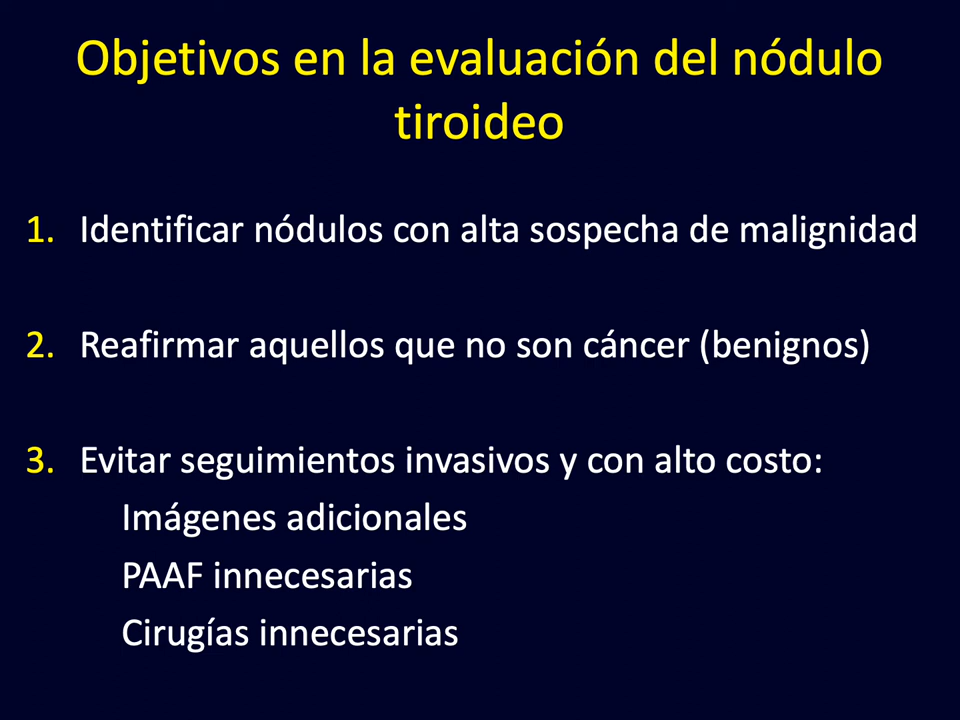 Objetivos en la evaluación del nódulo
tiroideo
1. Identificar nódulos con alta sospecha de malignidad
2. Reafirmar aquellos que no son cáncer (benignos)
3. Evitar seguimientos invasivos y con alto costo:
Imágenes adicionales
PAAF innecesarias
Cirugías innecesarias